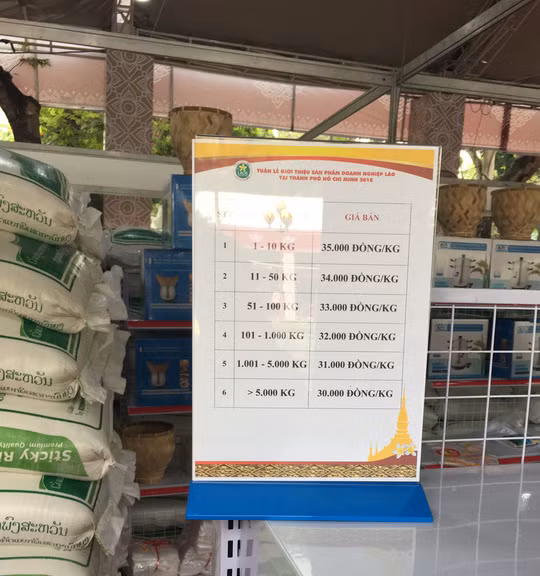 TUẦN LỄ GIỚI THIỆU SẢN PHẨM DOANH NGHIỆP LÀO
TẠI THÀNH PHỐ HỒ CHÍ MINH 2018
GIÁ BÁN
1 1 - 10 KG 35.000 ĐỒNG/KG
2 11 - 50 KG 34.000 ĐỒNG/KG
3 51 - 100 KG 33.000 ĐỒNG/KG
4 101 - 1.000 KG 32.000 ĐỒNG/KG
5 1.001 - 5.000 KG 31.000 ĐỒNG/KG
6 > 5.000 KG 30.000 ĐỒNG/KG
Sticky Ri
Premium Quality